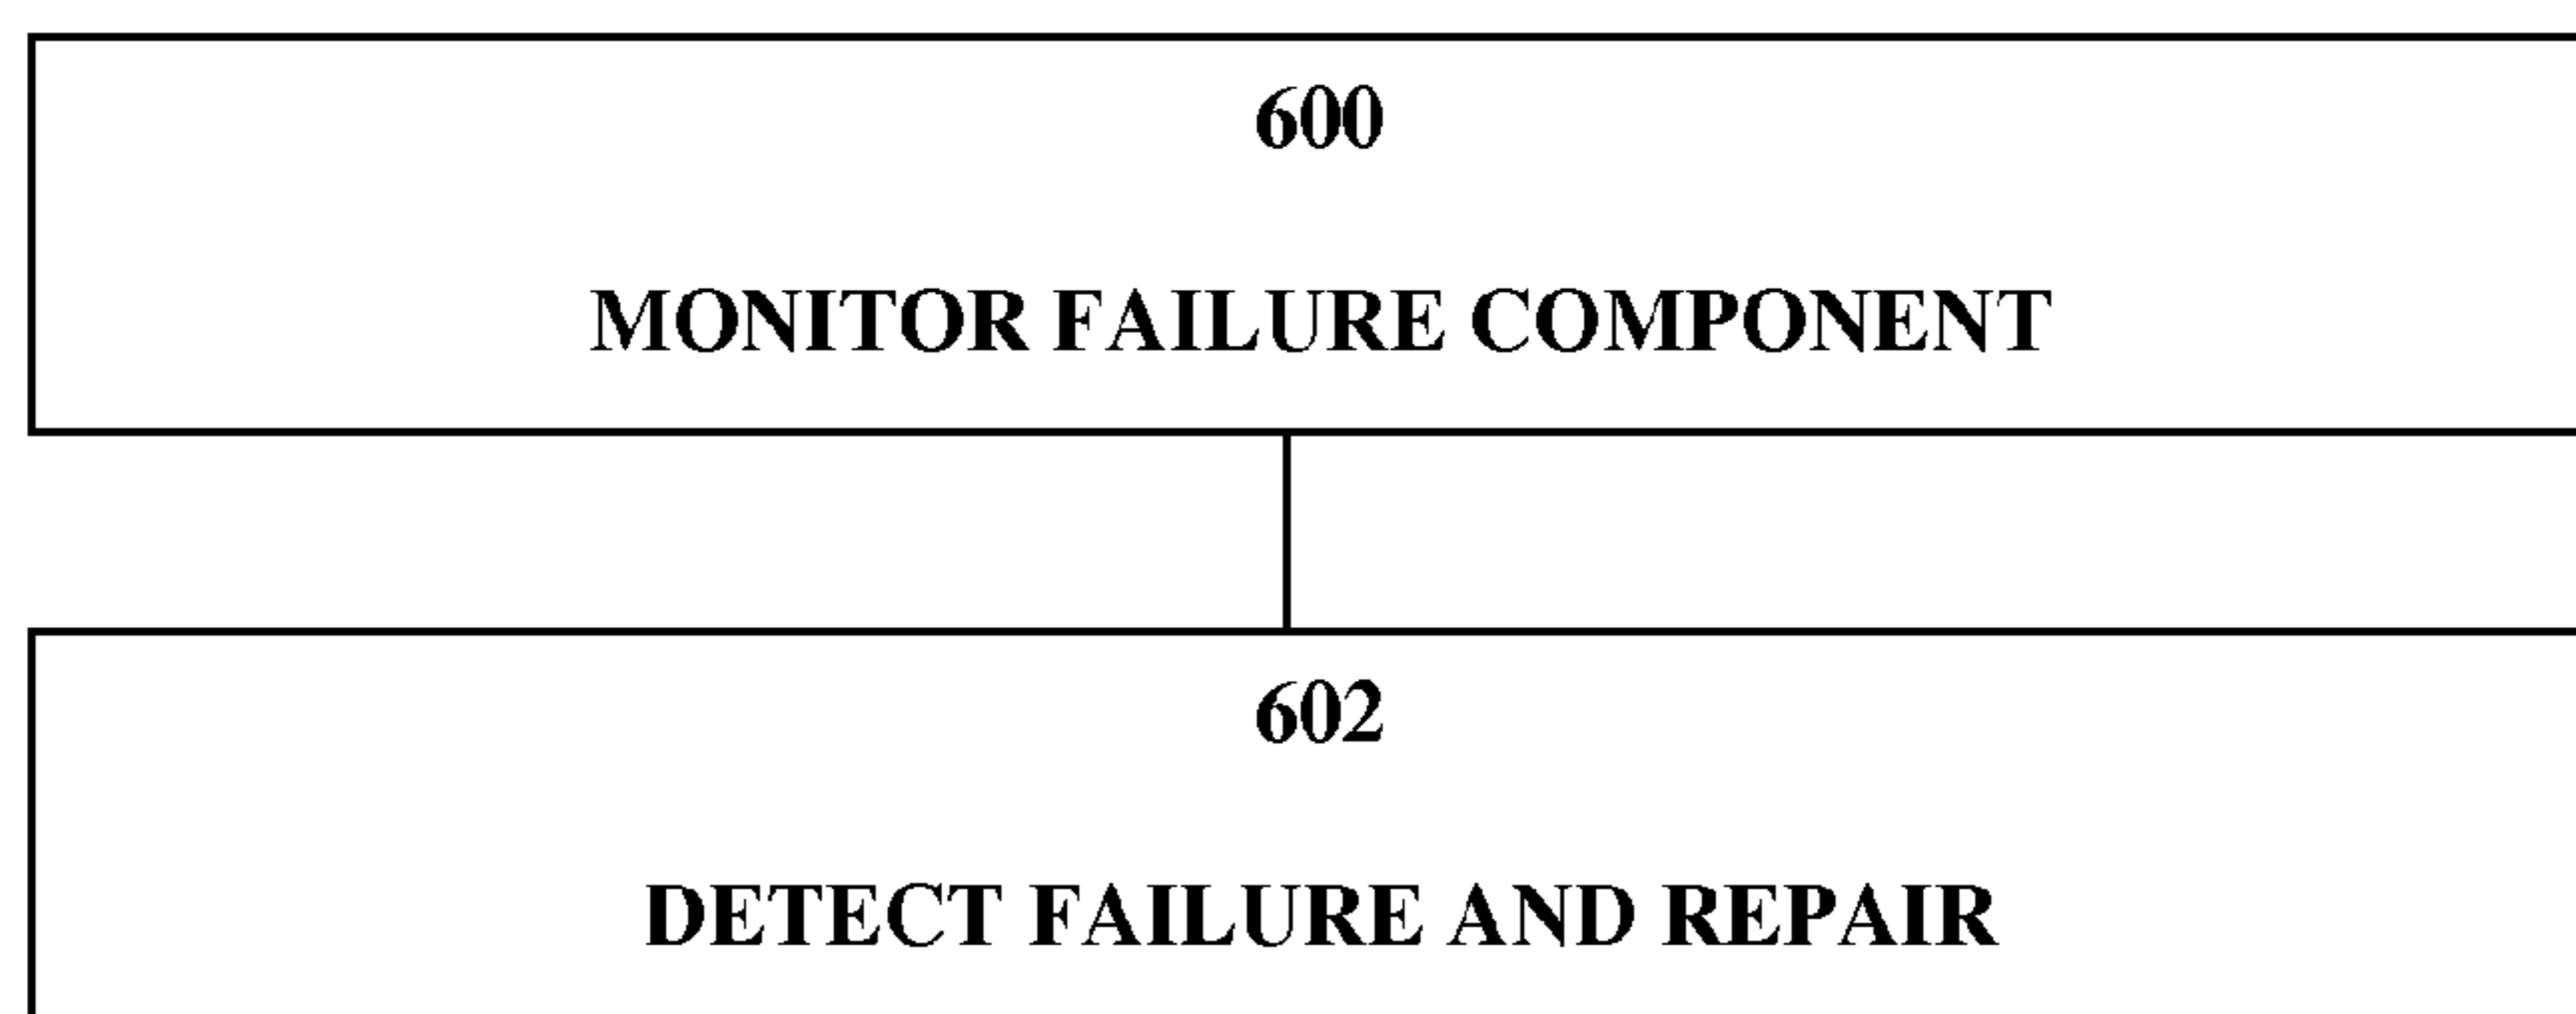 600
MONITOR FAILURE COMPONENT
602
DETECT FAILURE AND REPAIR